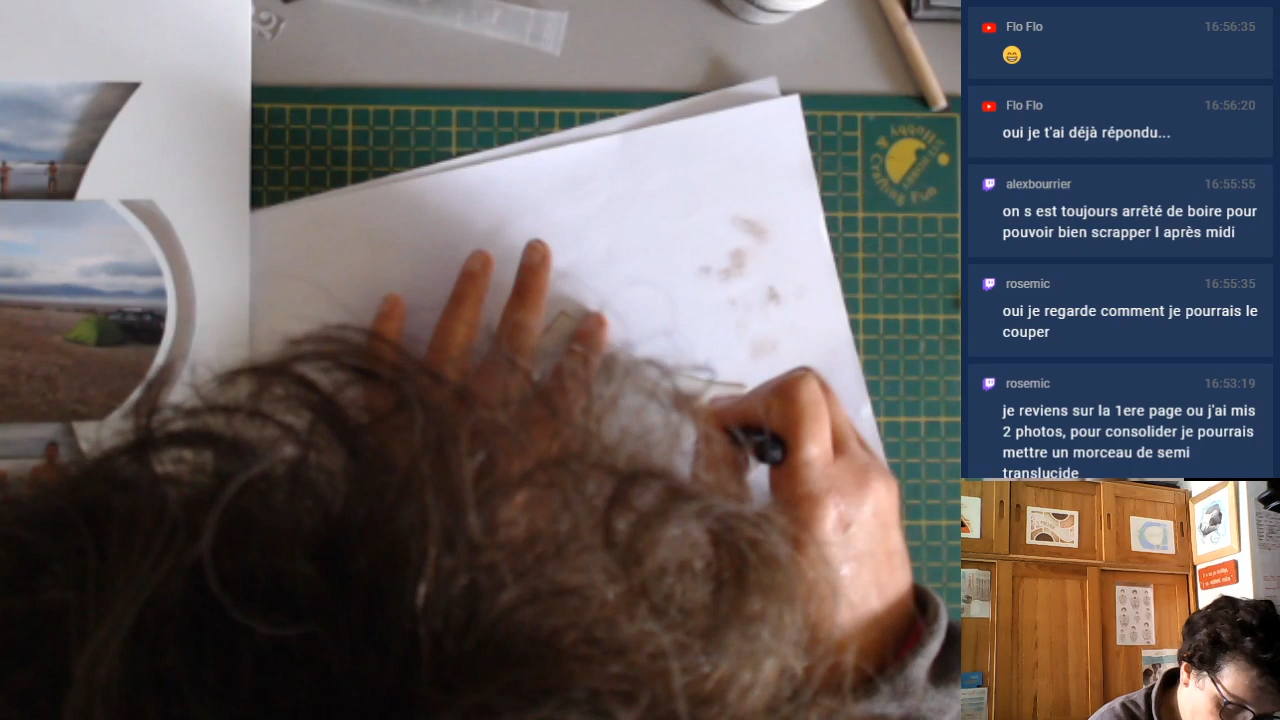 Flo Flo 16:56:35
Flo Flo 16:56:20
oui je t'ai déjà répondu...
alexbourrier 16:55:55
on s est toujours arrêté de boire pour
pouvoir bien scrapper l après midi
rosemic 16:55:35
oui je regarde comment je pourrais le
couper
rosemic 16:53:19
je reviens sur la 1ere page ou j'ai mis
2 photos, pour consolider je pourrais
mettre un morceau de semi
translucide
& Crafting Fun